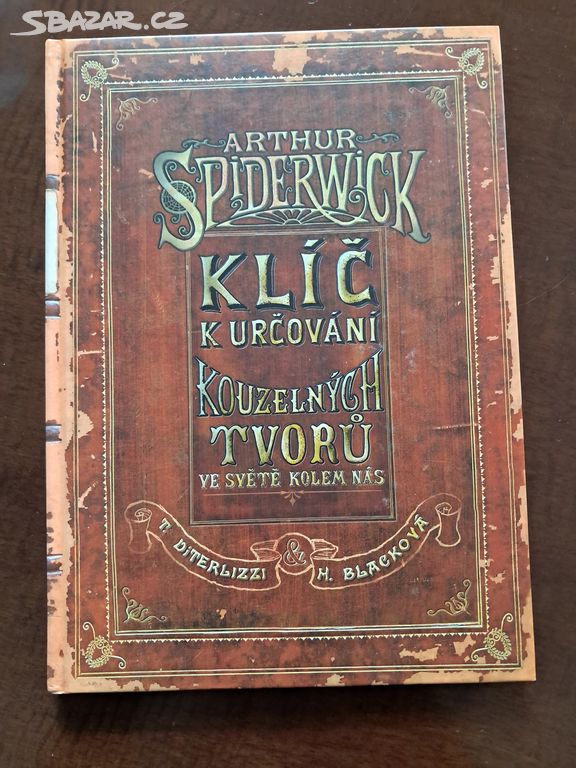 SBAZAR.CZ
ARTHUR
SPIDERWICK
KLÍČ
K URČOVÁNÍ
KOUZELNÝCH
TVORŮ
VE SVĚTĚ KOLEM NÁS
T. DiTERLIZZI & H. BLACKOVÁ